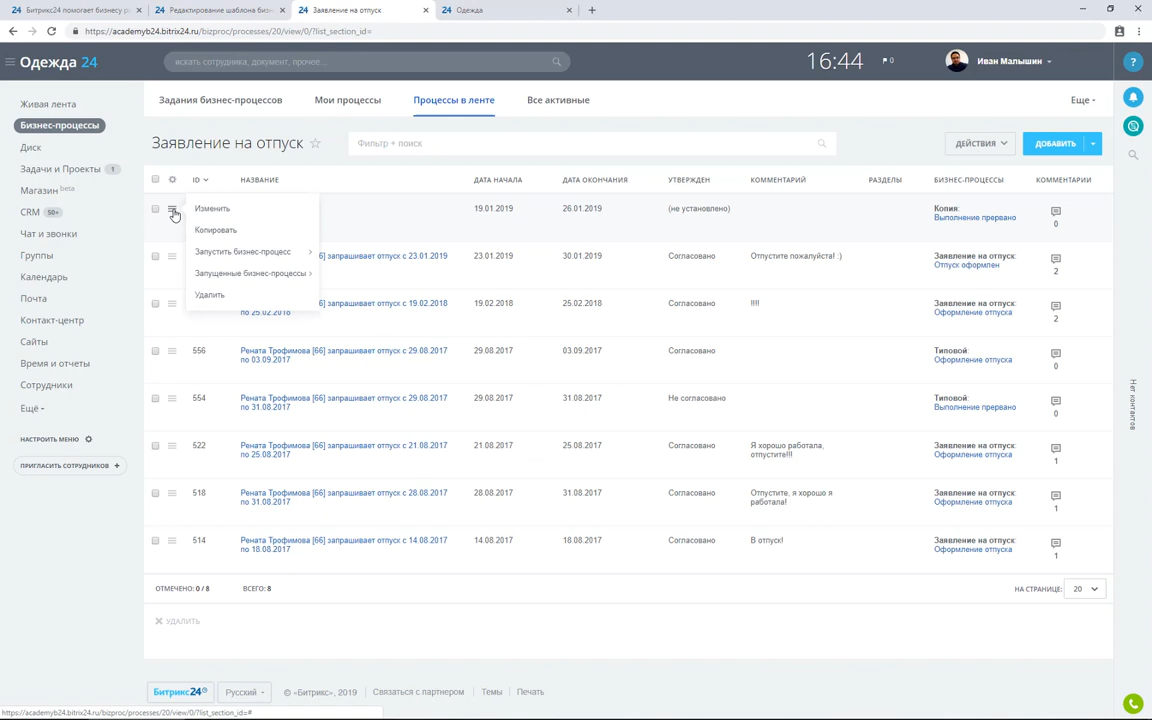 24 Битрикс24 помогает бизнесу р
24 Редактирование шаблона бизн
24 Заявление на отпуск
24 Одежда
https://academyb24.bitrix24.ru/bizproc/processes/20/view/0/?list_section_id=
Одежда 24
искать сотрудника, документ, прочее...
16:44
0
Иван Малышин
?
Живая лента
Бизнес-процессы
Диск
Задачи и Проекты 1
Магазин beta
CRM 50+
Чат и звонки
Группы
Календарь
Почта
Контакт-центр
Сайты
Время и отчеты
Сотрудники
Ещё
НАСТРОИТЬ МЕНЮ
ПРИГЛАСИТЬ СОТРУДНИКОВ +
Задания бизнес-процессов
Мои процессы
Процессы в ленте
Все активные
Еще
Заявление на отпуск
Фильтр + поиск
ДЕЙСТВИЯ
ДОБАВИТЬ
ID
НАЗВАНИЕ
ДАТА НАЧАЛА
ДАТА ОКОНЧАНИЯ
УТВЕРЖДЕН
КОММЕНТАРИЙ
РАЗДЕЛЫ
БИЗНЕС-ПРОЦЕССЫ
КОММЕНТАРИИ
Изменить
Копировать
Запустить бизнес-процесс
Запущенные бизнес-процессы
Удалить
19.01.2019
26.01.2019
(не установлено)
Копия:
Выполнение прервано
0
6] запрашивает отпуск с 23.01.2019
23.01.2019
30.01.2019
Согласовано
Отпустите пожалуйста! :)
Заявление на отпуск:
Отпуск оформлен
2
6] запрашивает отпуск с 19.02.2018
по 25.02.2018
19.02.2018
25.02.2018
Согласовано
!!!!
Заявление на отпуск:
Оформление отпуска
2
556
Рената Трофимова [66] запрашивает отпуск с 29.08.2017
по 03.09.2017
29.08.2017
03.09.2017
Согласовано
Типовой:
Оформление отпуска
0
554
Рената Трофимова [66] запрашивает отпуск с 29.08.2017
по 31.08.2017
29.08.2017
31.08.2017
Не согласовано
Типовой:
Выполнение прервано
0
522
Рената Трофимова [66] запрашивает отпуск с 21.08.2017
по 25.08.2017
21.08.2017
25.08.2017
Согласовано
Я хорошо работала,
отпустите!!!
Заявление на отпуск:
Оформление отпуска
1
518
Рената Трофимова [66] запрашивает отпуск с 28.08.2017
по 31.08.2017
28.08.2017
31.08.2017
Согласовано
Отпустите, я хорошо я
работала!
Заявление на отпуск:
Оформление отпуска
1
514
Рената Трофимова [66] запрашивает отпуск с 14.08.2017
по 18.08.2017
14.08.2017
18.08.2017
Согласовано
В отпуск!
Заявление на отпуск:
Оформление отпуска
1
ОТМЕЧЕНО: 0 / 8
ВСЕГО: 8
НА СТРАНИЦЕ: 20
УДАЛИТЬ
Нет контактов
Битрикс24
Русский
© «Битрикс», 2019
Связаться с партнером
Темы
Печать
https://academyb24.bitrix24.ru/bizproc/processes/20/view/0/?list_section_id=#